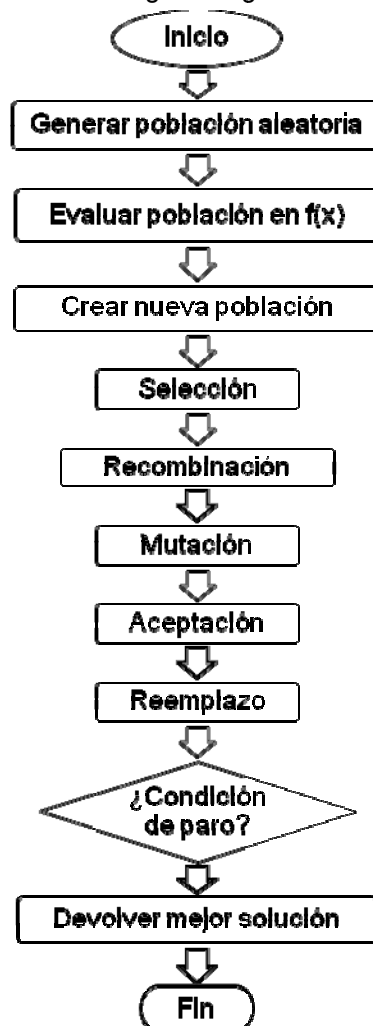 Inicio
Generar población aleatoria
Evaluar población en f(x)
Crear nueva población
Selección
Recombinación
Mutación
Aceptación
Reemplazo
¿Condición
de paro?
Devolver mejor solución
Fin